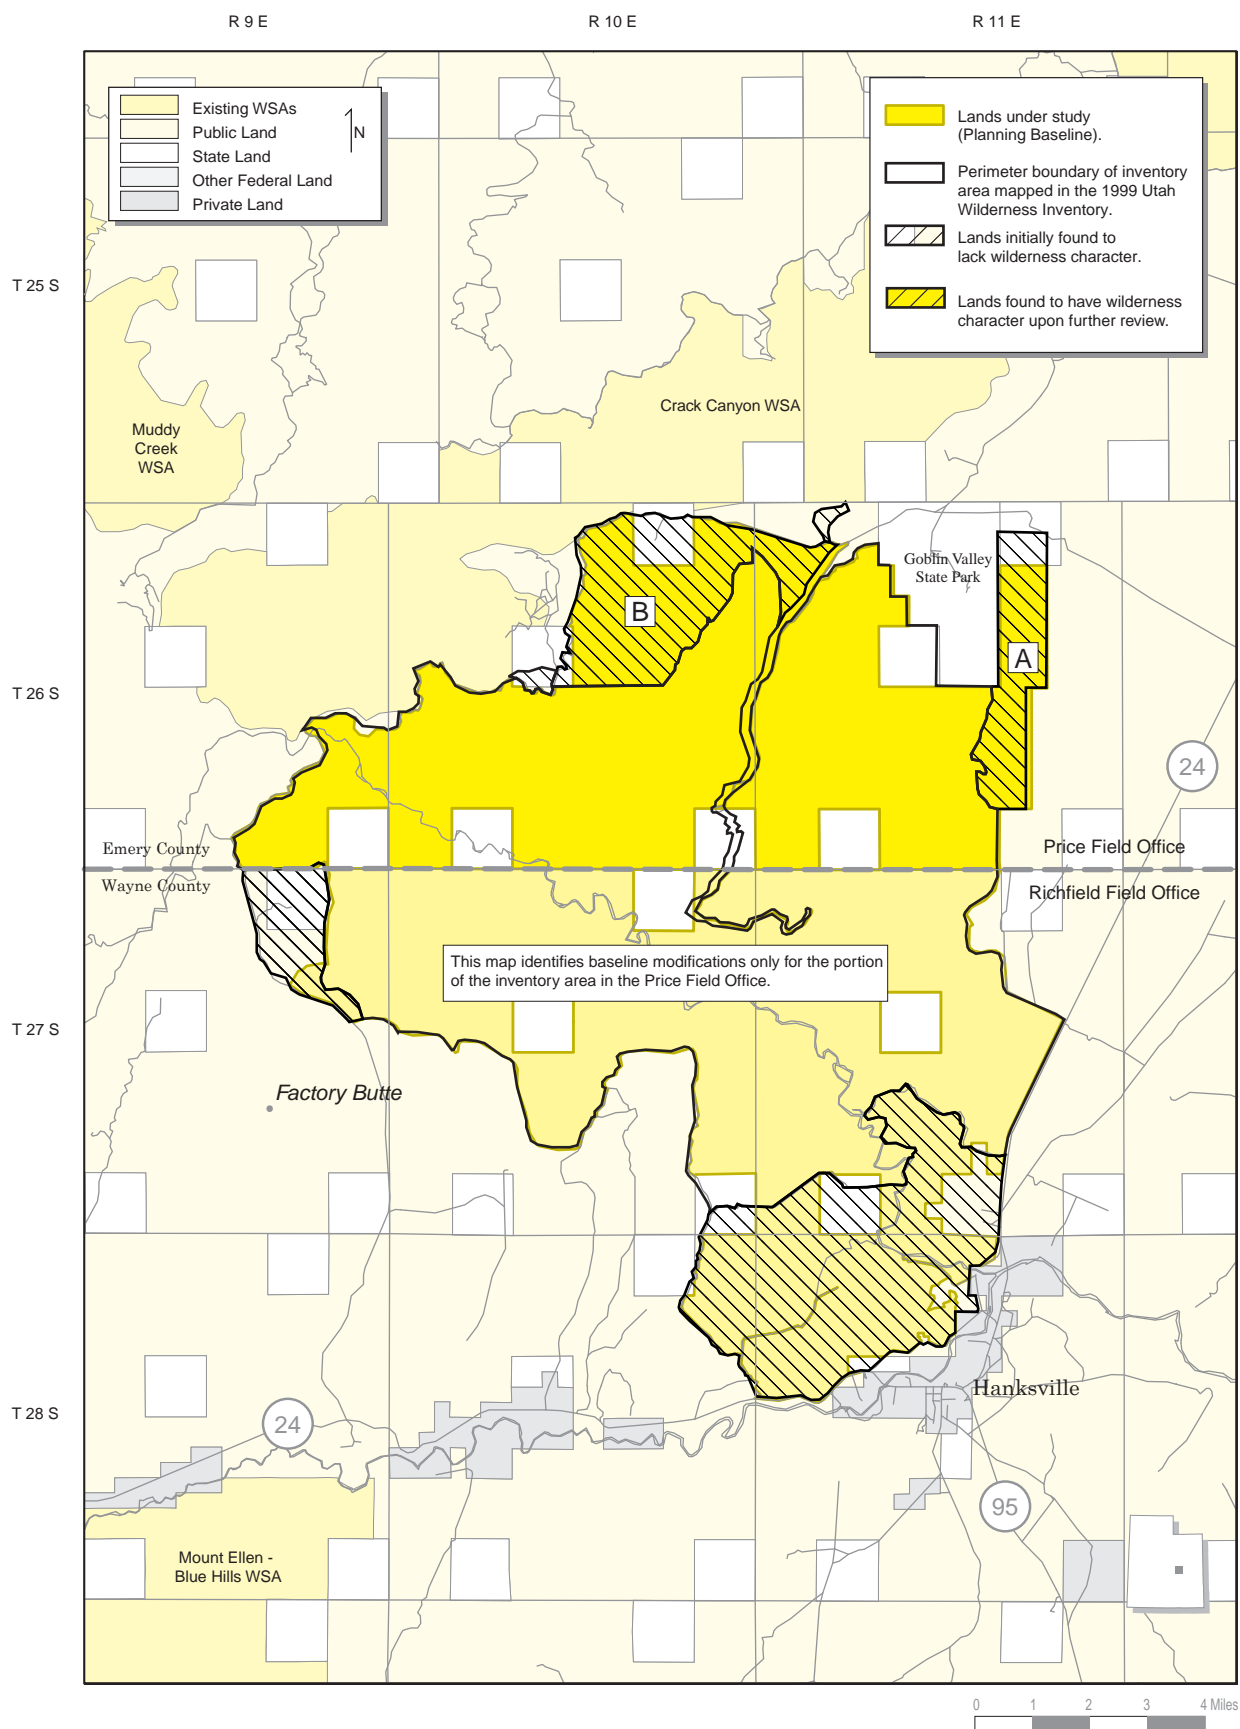 R 9 E
R 10 E
R 11 E
Existing WSAs
Public Land
State Land
Other Federal Land
Private Land
N
Lands under study
(Planning Baseline).
Perimeter boundary of inventory
area mapped in the 1999 Utah
Wilderness Inventory.
Lands initially found to
lack wilderness character.
Lands found to have wilderness
character upon further review.
T 25 S
Crack Canyon WSA
Muddy
Creek
WSA
Goblin Valley
State Park
B
A
T 26 S
24
Emery County
Price Field Office
Wayne County
Richfield Field Office
This map identifies baseline modifications only for the portion
of the inventory area in the Price Field Office.
T 27 S
Factory Butte
Hanksville
T 28 S
24
95
Mount Ellen -
Blue Hills WSA
0 1 2 3 4 Miles